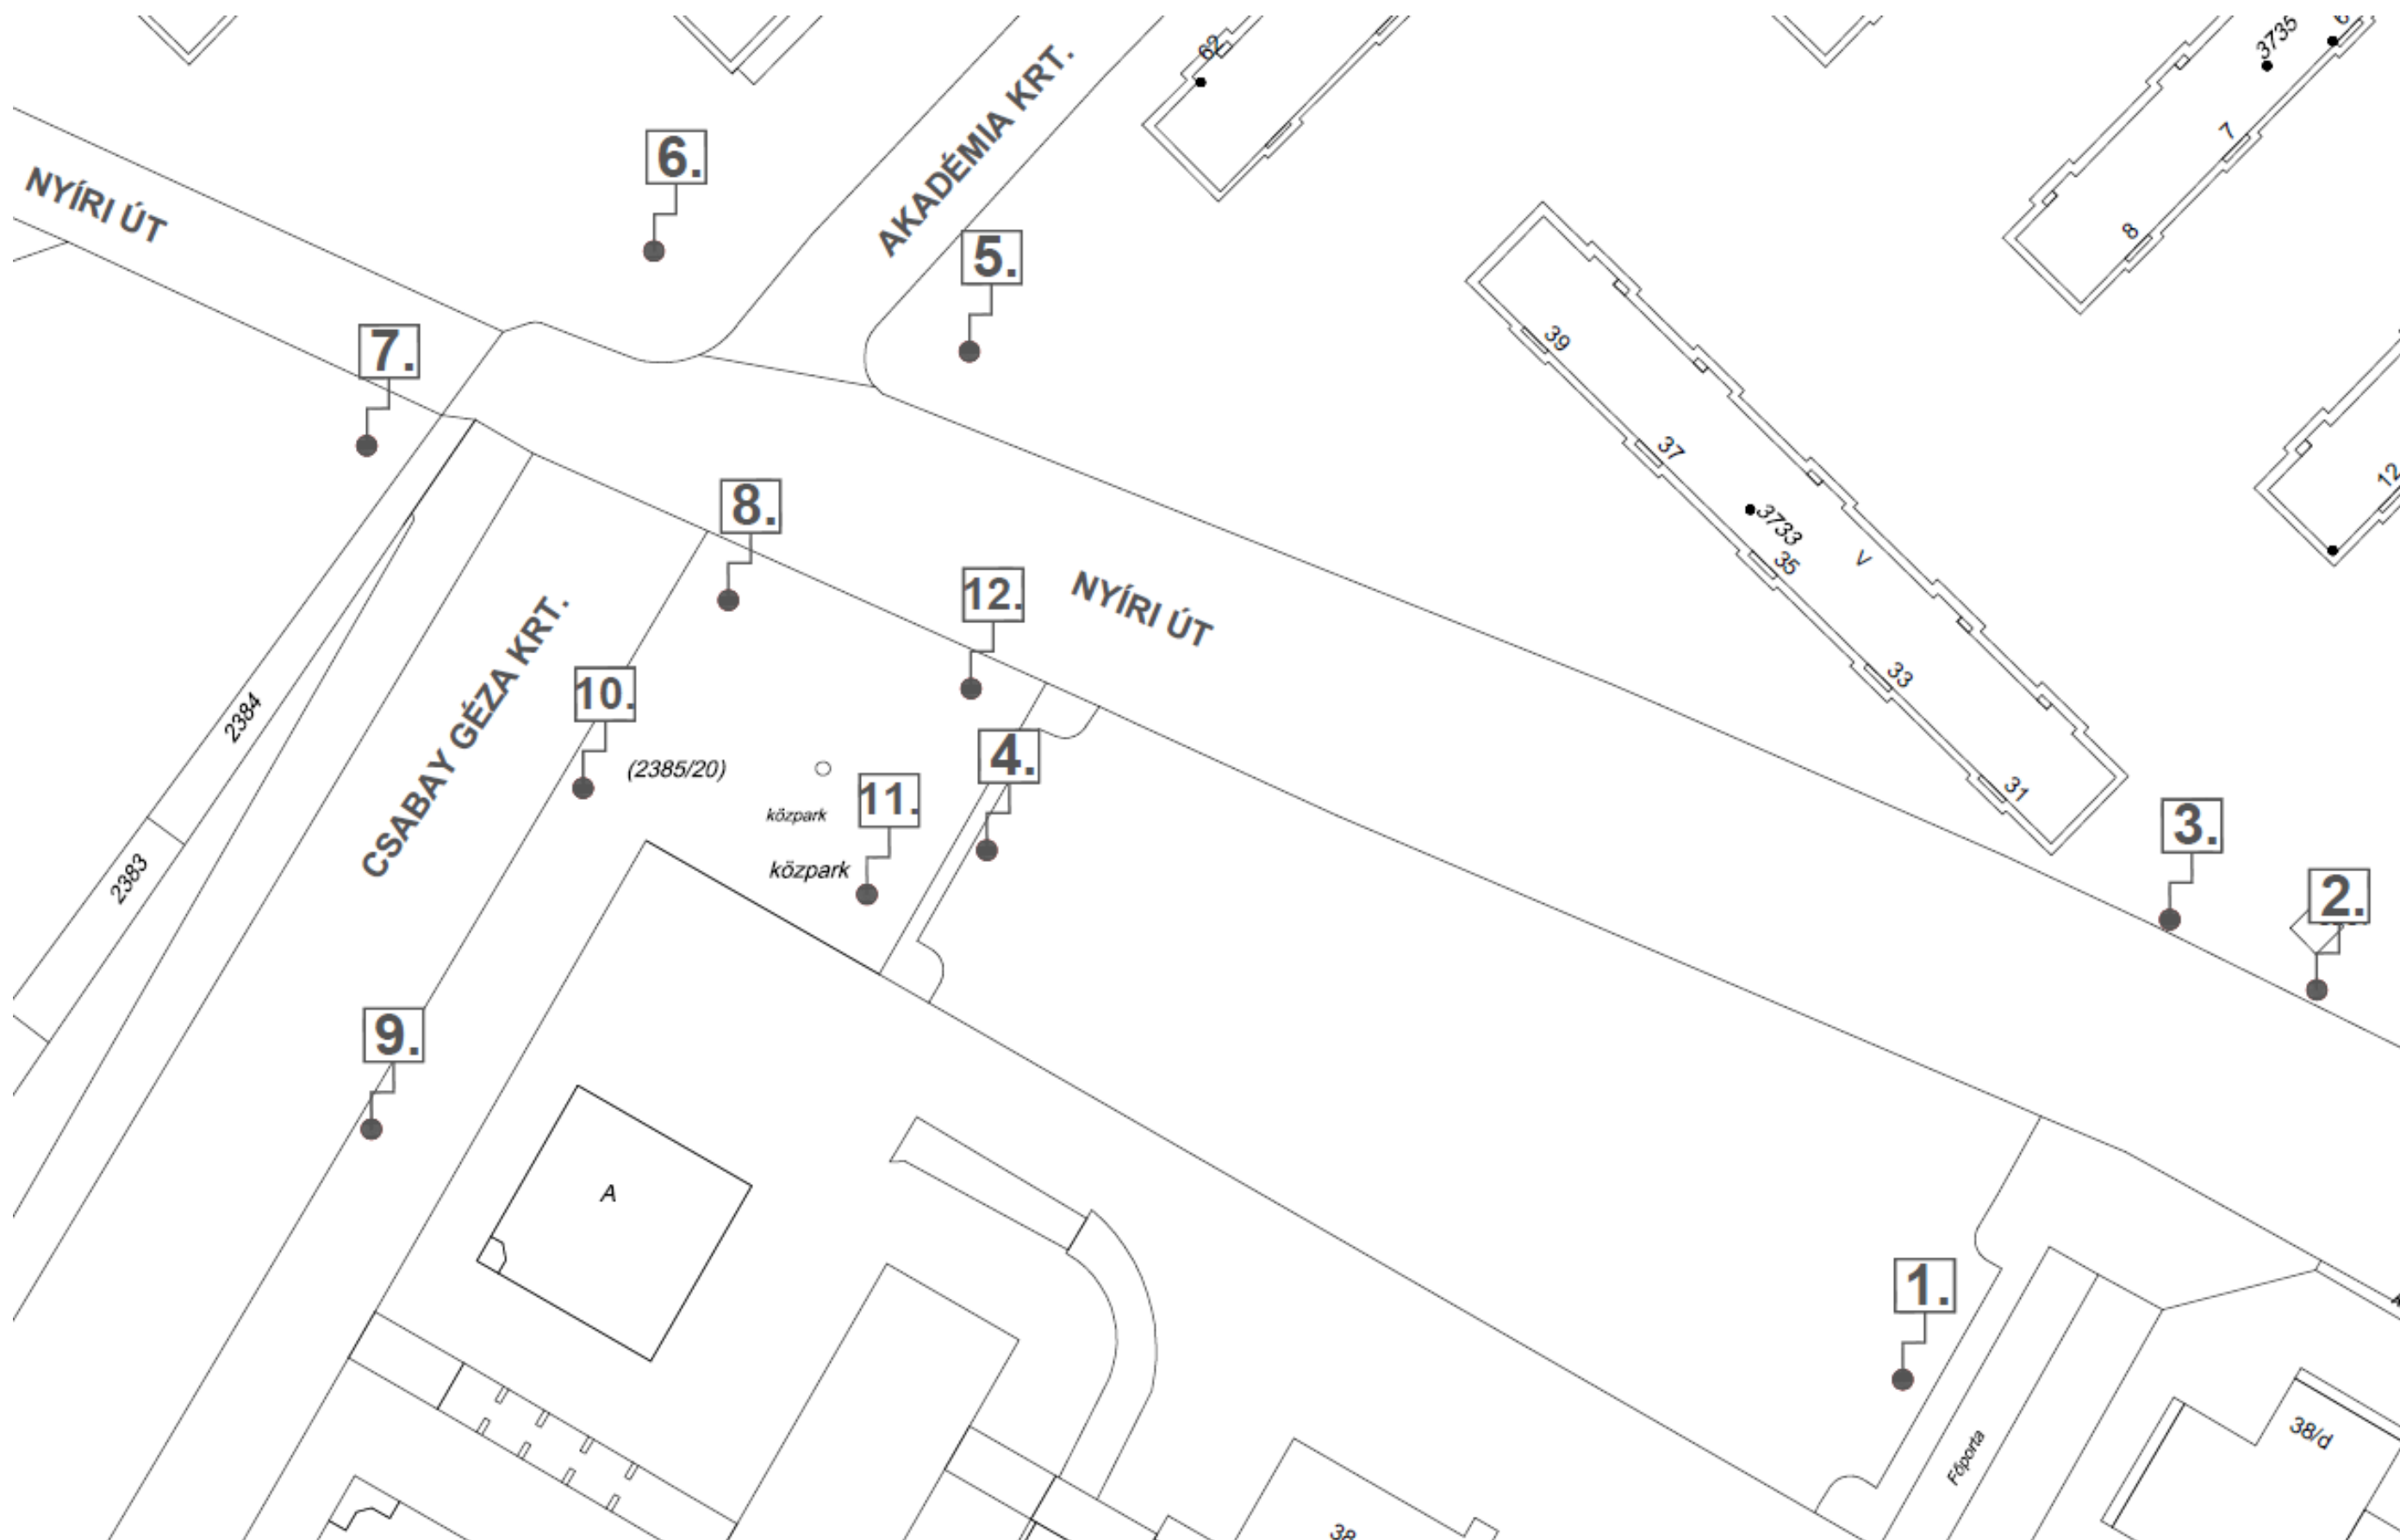 62
3735
6
NYÍRI ÚT
6.
AKADÉMIA KRT.
7
5.
8
7.
39
37
12
8.
3733
35
V
12.
NYÍRI ÚT
10.
2384
33
CSABAY GÉZA KRT.
(2385/20)
4.
31
közpark
11.
3.
2383
közpark
2.
9.
A
1.
Főporta
38/d
38